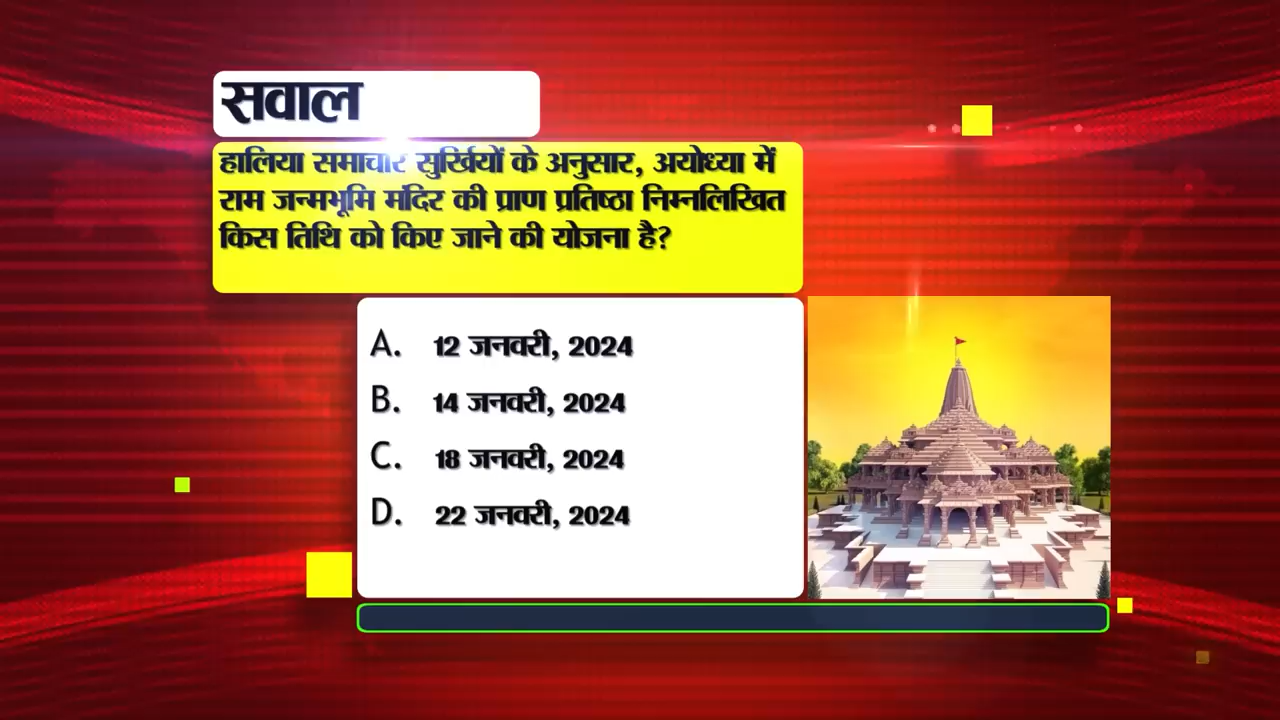 सवाल
हालिया समाचार सुर्खियों के अनुसार, अयोध्या में
राम जन्मभूमि मंदिर की प्राण प्रतिष्ठा निम्नलिखित
किस तिथि को किए जाने की योजना है?
A. 12 जनवरी, 2024
B. 14 जनवरी, 2024
C. 18 जनवरी, 2024
D. 22 जनवरी, 2024